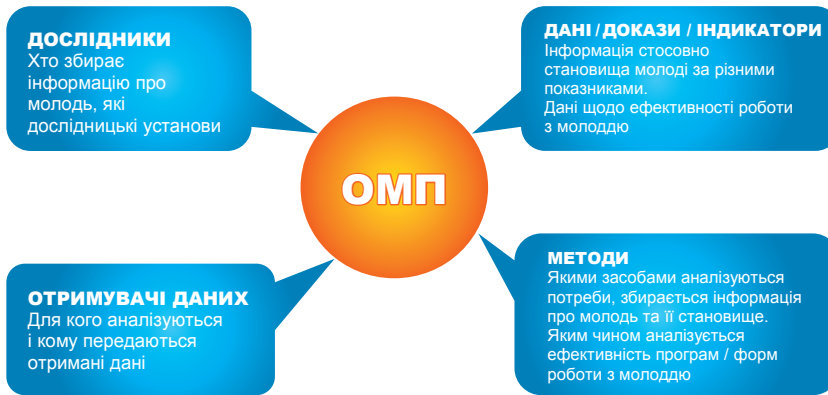 ДОСЛІДНИКИ
Хто збирає
інформацію про
молодь, які
дослідницькі установи
ДАНІ / ДОКАЗИ / ІНДИКАТОРИ
Інформація стосовно
становища молоді за різними
показниками.
Дані щодо ефективності роботи
з молоддю
ОМП
ОТРИМУВАЧІ ДАНИХ
Для кого аналізуються
і кому передаються
отримані дані
МЕТОДИ
Якими засобами аналізуються
потреби, збирається інформація
про молодь та її становище.
Яким чином аналізується
ефективність програм / форм
роботи з молоддю